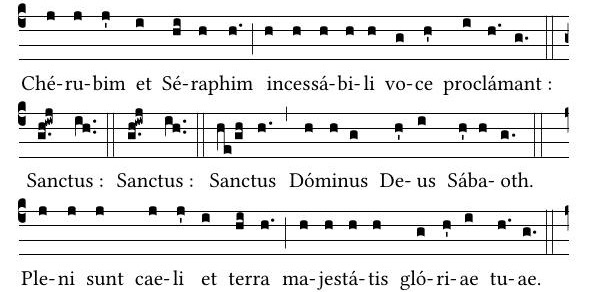 Ché-ru-bim et Sé-raphim incessá-bi-li vo-ce proclámant :
Sanctus : Sanctus : Sanctus Dóminus De-us Sába-oth.
Ple-ni sunt cae-li et terra ma-jestá-tis gló-ri-ae tu-ae.